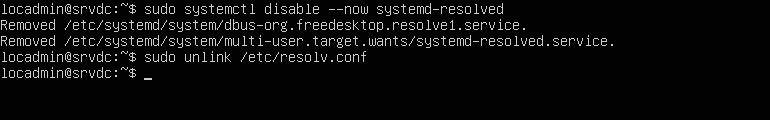 locadmin@srvdc:~$ sudo systemctl disable --now systemd-resolved
Removed /etc/systemd/system/dbus-org.freedesktop.resolve1.service.
Removed /etc/systemd/system/multi-user.target.wants/systemd-resolved.service.
locadmin@srvdc:~$ sudo unlink /etc/resolv.conf
locadmin@srvdc:~$ _